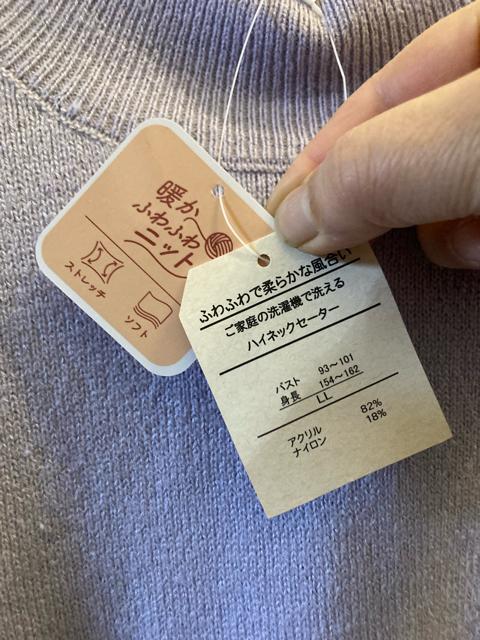 暖か
ふわふわ
ニット
ストレッチ
ソフト
ふわふわで柔らかな風合い
ご家庭の洗濯機で洗える
ハイネックセーター
バスト 93〜101
身長 154〜162
LL
アクリル 82%
ナイロン 18%